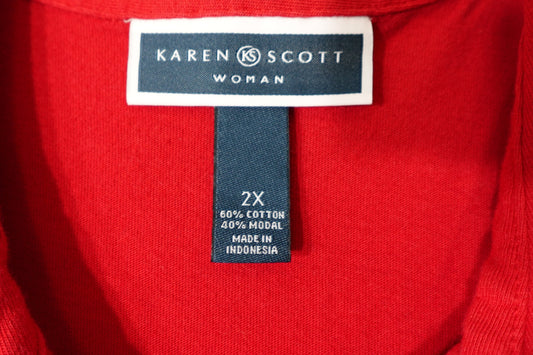 KAREN KS SCOTT
WOMAN
2X
60% COTTON
40% MODAL
MADE IN
INDONESIA